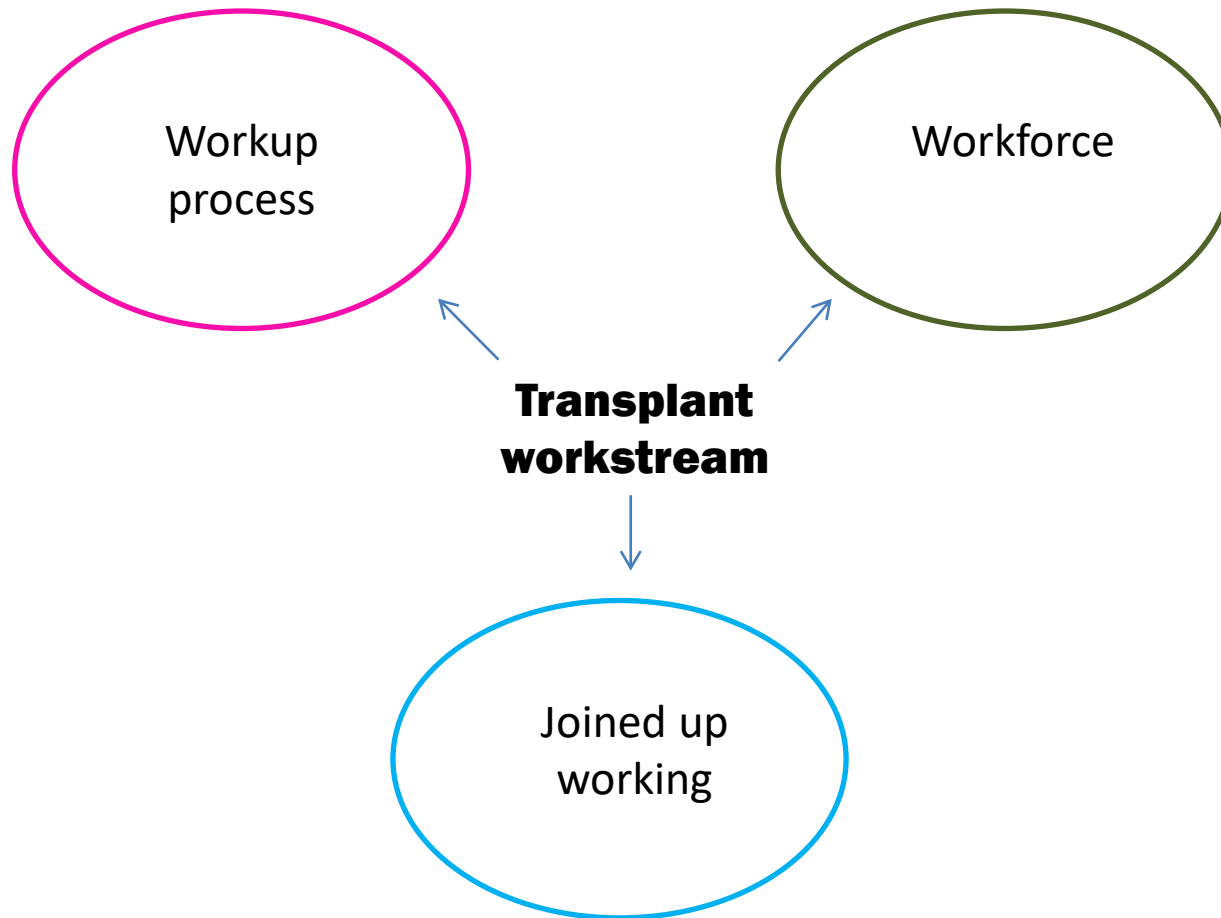 Workup
process
Workforce
Transplant
workstream
Joined up
working